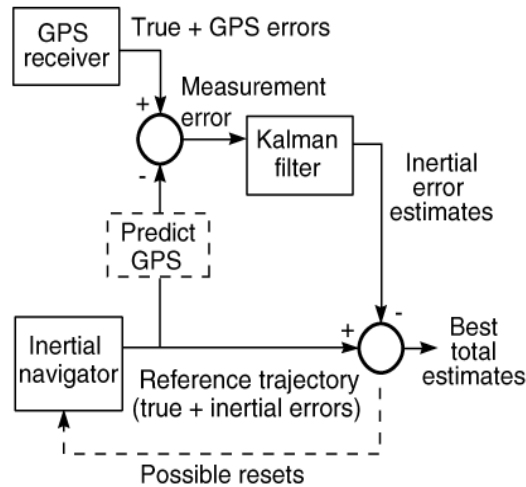 GPS
receiver
True + GPS errors
+
Measurement
error
-
Kalman
filter
Inertial
error
estimates
Predict
GPS
Inertial
navigator
+
-
Best
total
estimates
Reference trajectory
(true + inertial errors)
Possible resets